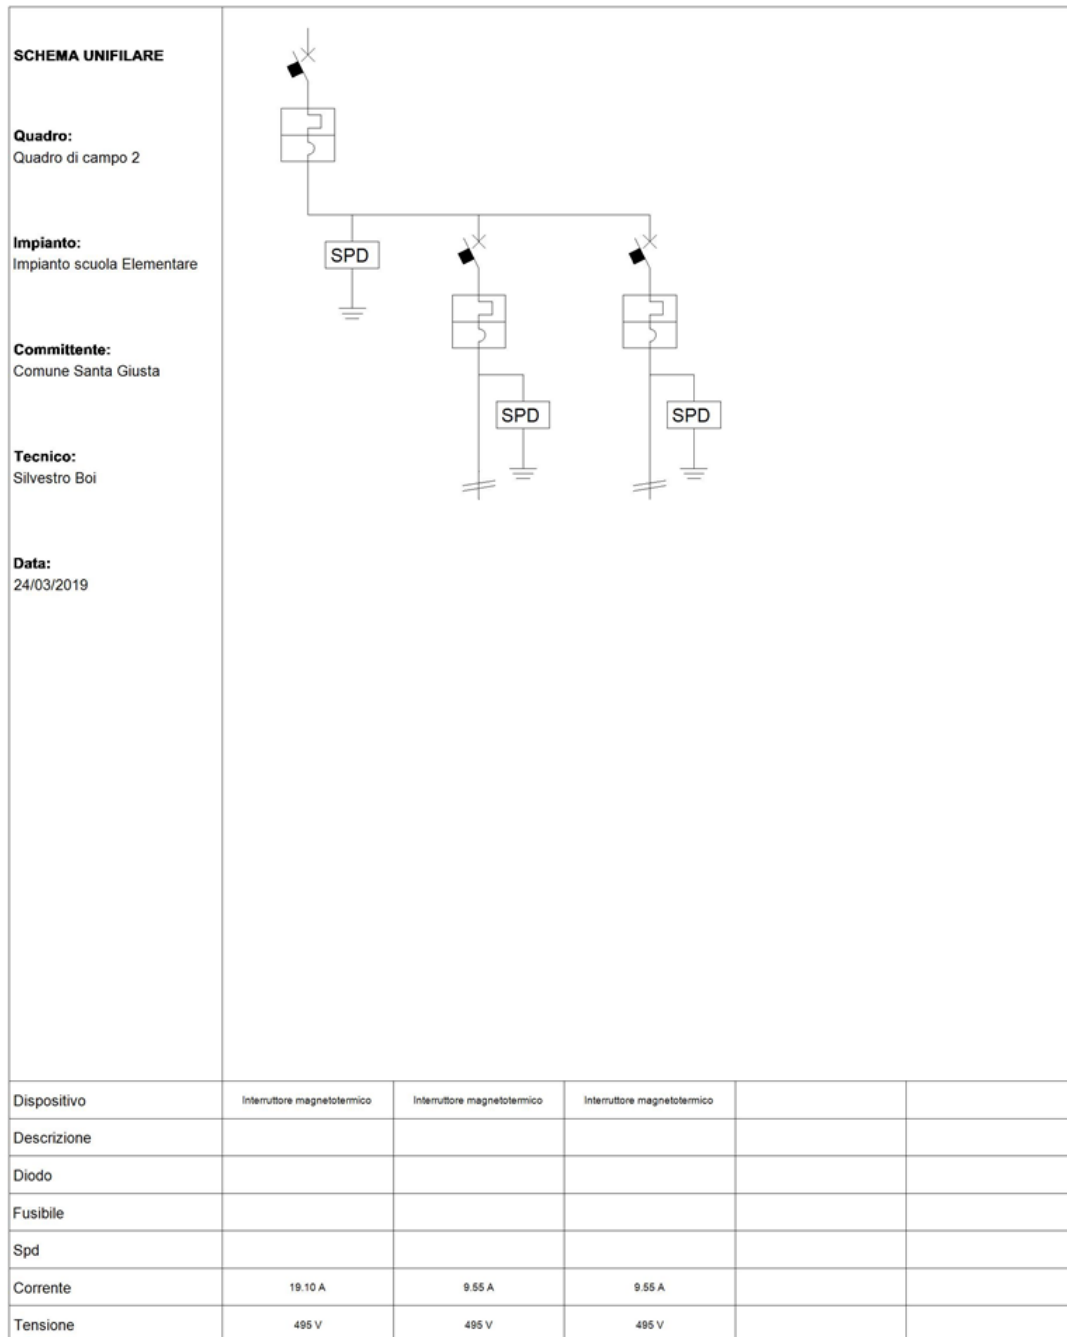 SCHEMA UNIFILARE
Quadro:
Quadro di campo 2
Impianto:
Impianto scuola Elementare
Committente:
Comune Santa Giusta
Tecnico:
Silvestro Boi
Data:
24/03/2019
SPD
SPD
SPD
Dispositivo Interruttore magnetotermico Interruttore magnetotermico Interruttore magnetotermico
Descrizione
Diodo
Fusibile
Spd
Corrente 19.10 A 9.55 A 9.55 A
Tensione 495 V 495 V 495 V